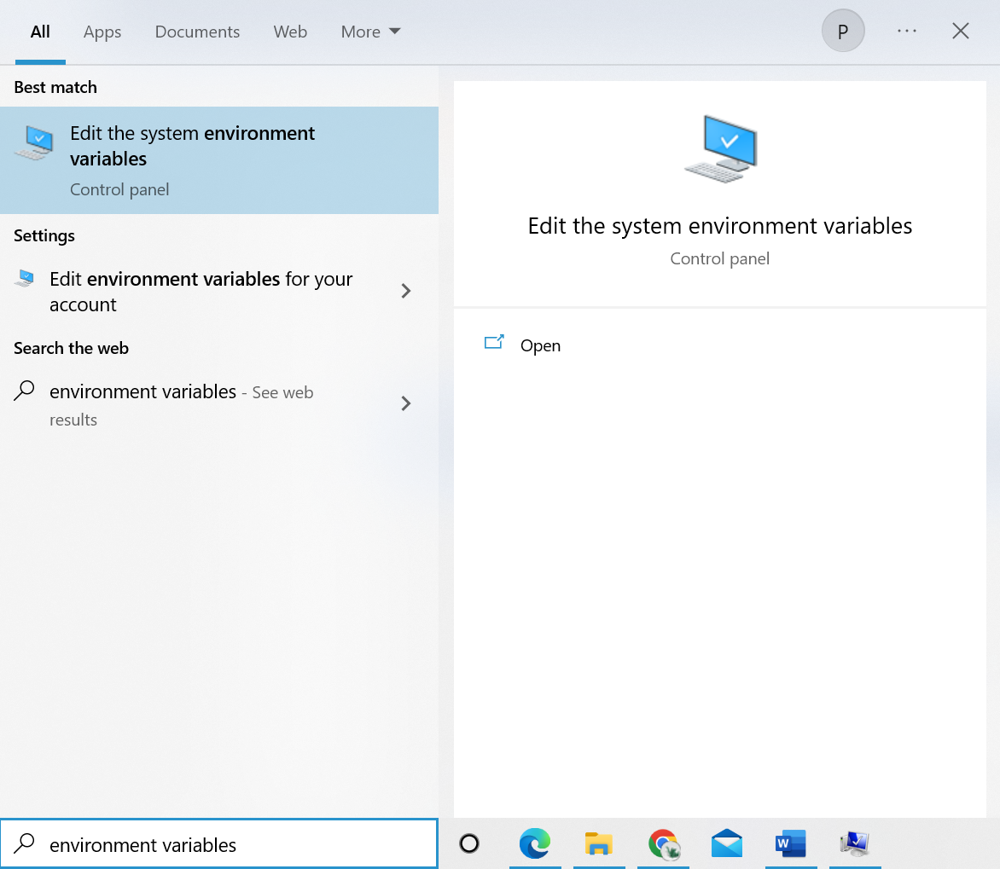 All Apps Documents Web More P ...
Best match
Edit the system environment
variables
Control panel
Settings
Edit environment variables for your
account
Search the web
environment variables - See web
results
Edit the system environment variables
Control panel
Open
environment variables
W